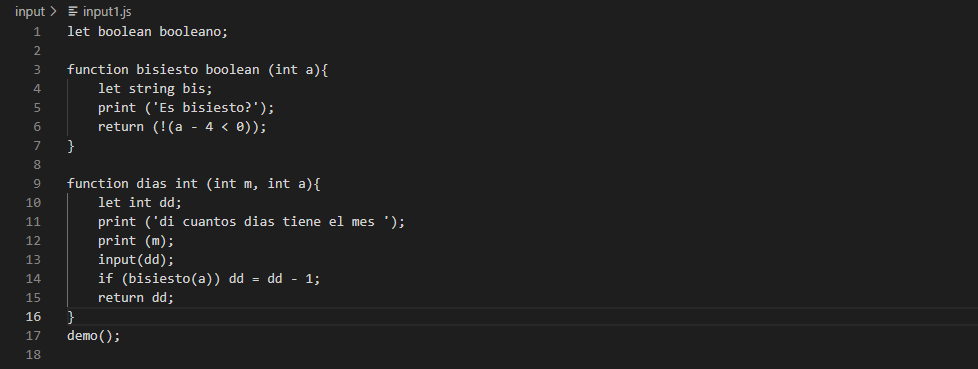 input > input1.js
1 let boolean booleano;
2
3 function bisiesto boolean (int a){
4     let string bis;
5     print ('Es bisiesto?');
6     return (!(a - 4 < 0));
7 }
8
9 function dias int (int m, int a){
10     let int dd;
11     print ('di cuantos dias tiene el mes ');
12     print (m);
13     input(dd);
14     if (bisiesto(a)) dd = dd - 1;
15     return dd;
16 }
17 demo();
18